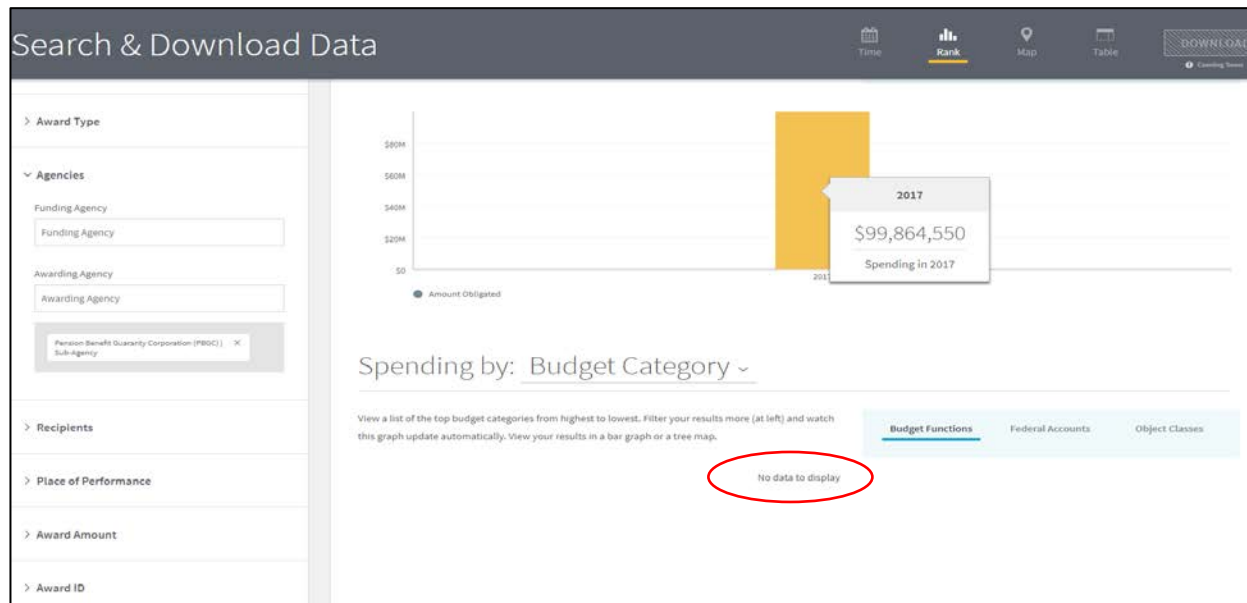 Search & Download Data
Time
Rank
Map
Table
DOWNLOAD
Coming Soon
Award Type
Agencies
Funding Agency
Funding Agency
Awarding Agency
Awarding Agency
Pension Benefit Guaranty Corporation (PBGC) |
Sub-Agency
Recipients
Place of Performance
Award Amount
Award ID
$80M
$60M
$40M
$20M
$0
2017
2017
$99,864,550
Spending in 2017
Amount Obligated
Spending by: Budget Category
View a list of the top budget categories from highest to lowest. Filter your results more (at left) and watch
this graph update automatically. View your results in a bar graph or a tree map.
Budget Functions
Federal Accounts
Object Classes
No data to display